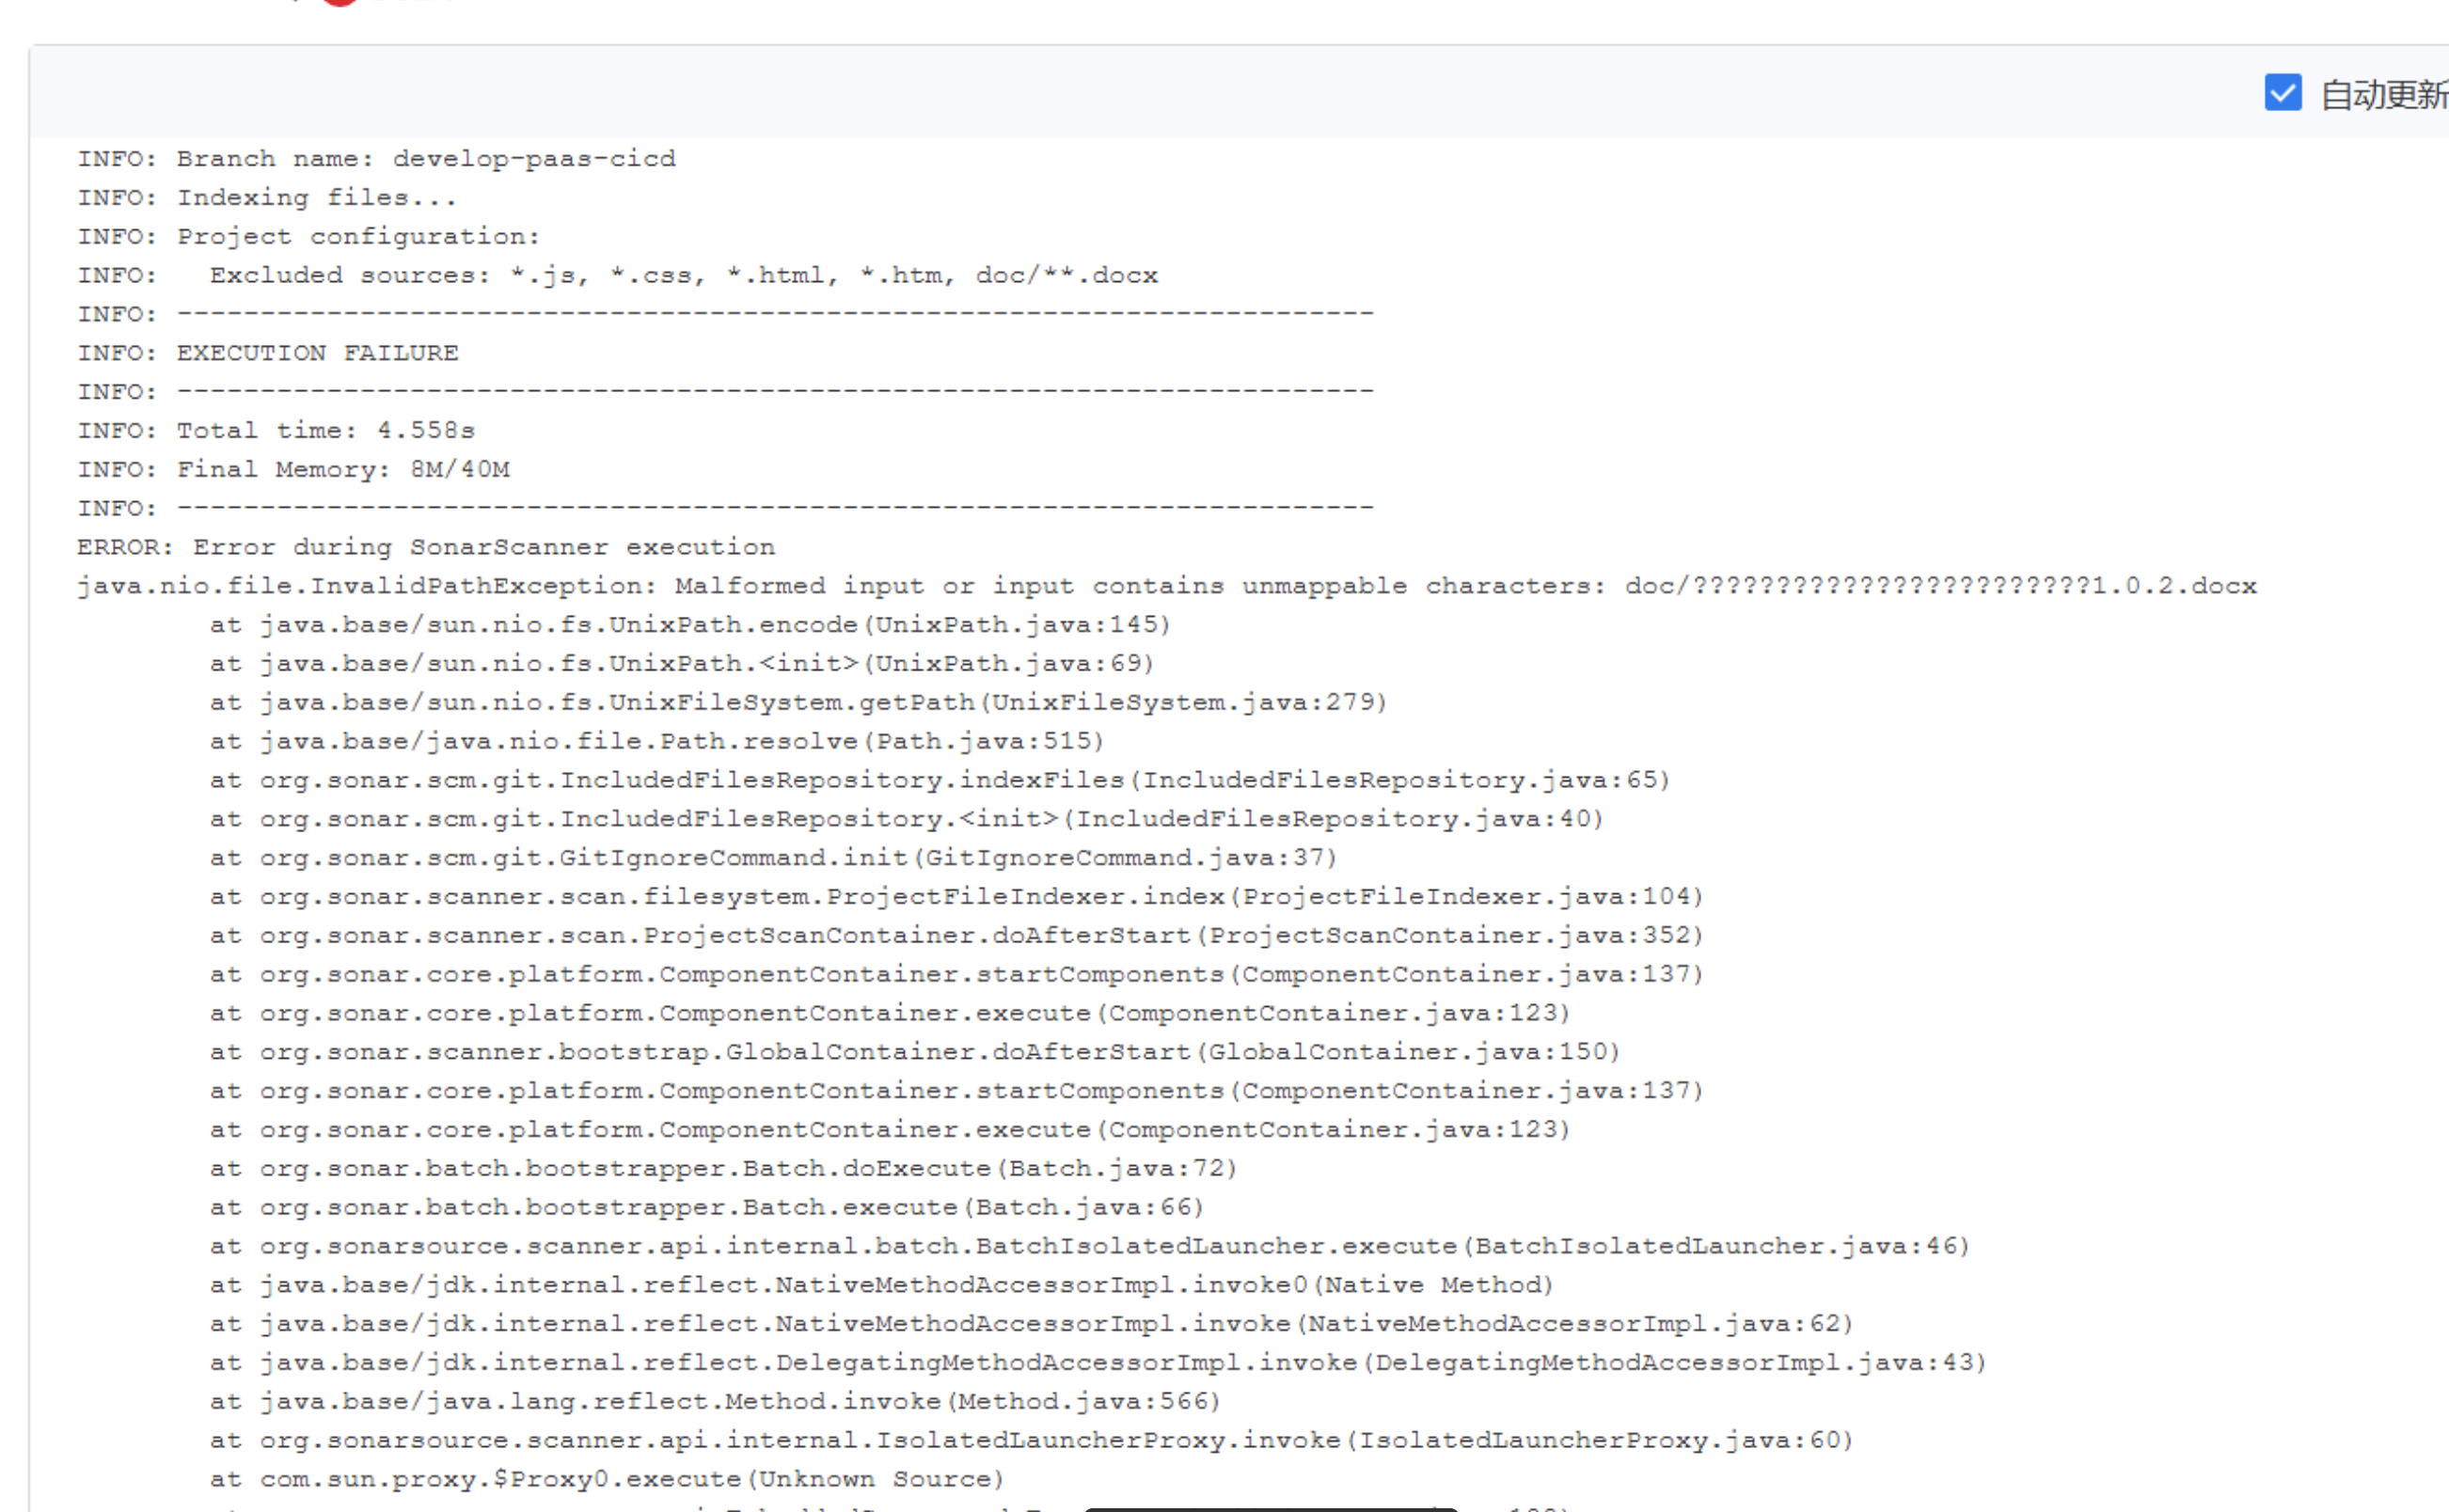 自动更新
INFO: Branch name: develop-paas-cicd
INFO: Indexing files...
INFO: Project configuration:
INFO:   Excluded sources: *.js, *.css, *.html, *.htm, doc/**.docx
INFO: ------------------------------------------------------------------------
INFO: EXECUTION FAILURE
INFO: ------------------------------------------------------------------------
INFO: Total time: 4.558s
INFO: Final Memory: 8M/40M
INFO: ------------------------------------------------------------------------
ERROR: Error during SonarScanner execution
java.nio.file.InvalidPathException: Malformed input or input contains unmappable characters: doc/????????????????????????1.0.2.docx
        at java.base/sun.nio.fs.UnixPath.encode(UnixPath.java:145)
        at java.base/sun.nio.fs.UnixPath.<init>(UnixPath.java:69)
        at java.base/sun.nio.fs.UnixFileSystem.getPath(UnixFileSystem.java:279)
        at java.base/java.nio.file.Path.resolve(Path.java:515)
        at org.sonar.scm.git.IncludedFilesRepository.indexFiles(IncludedFilesRepository.java:65)
        at org.sonar.scm.git.IncludedFilesRepository.<init>(IncludedFilesRepository.java:40)
        at org.sonar.scm.git.GitIgnoreCommand.init(GitIgnoreCommand.java:37)
        at org.sonar.scanner.scan.filesystem.ProjectFileIndexer.index(ProjectFileIndexer.java:104)
        at org.sonar.scanner.scan.ProjectScanContainer.doAfterStart(ProjectScanContainer.java:352)
        at org.sonar.core.platform.ComponentContainer.startComponents(ComponentContainer.java:137)
        at org.sonar.core.platform.ComponentContainer.execute(ComponentContainer.java:123)
        at org.sonar.scanner.bootstrap.GlobalContainer.doAfterStart(GlobalContainer.java:150)
        at org.sonar.core.platform.ComponentContainer.startComponents(ComponentContainer.java:137)
        at org.sonar.core.platform.ComponentContainer.execute(ComponentContainer.java:123)
        at org.sonar.batch.bootstrapper.Batch.doExecute(Batch.java:72)
        at org.sonar.batch.bootstrapper.Batch.execute(Batch.java:66)
        at org.sonarsource.scanner.api.internal.batch.BatchIsolatedLauncher.execute(BatchIsolatedLauncher.java:46)
        at java.base/jdk.internal.reflect.NativeMethodAccessorImpl.invoke0(Native Method)
        at java.base/jdk.internal.reflect.NativeMethodAccessorImpl.invoke(NativeMethodAccessorImpl.java:62)
        at java.base/jdk.internal.reflect.DelegatingMethodAccessorImpl.invoke(DelegatingMethodAccessorImpl.java:43)
        at java.base/java.lang.reflect.Method.invoke(Method.java:566)
        at org.sonarsource.scanner.api.internal.IsolatedLauncherProxy.invoke(IsolatedLauncherProxy.java:60)
        at com.sun.proxy.$Proxy0.execute(Unknown Source)